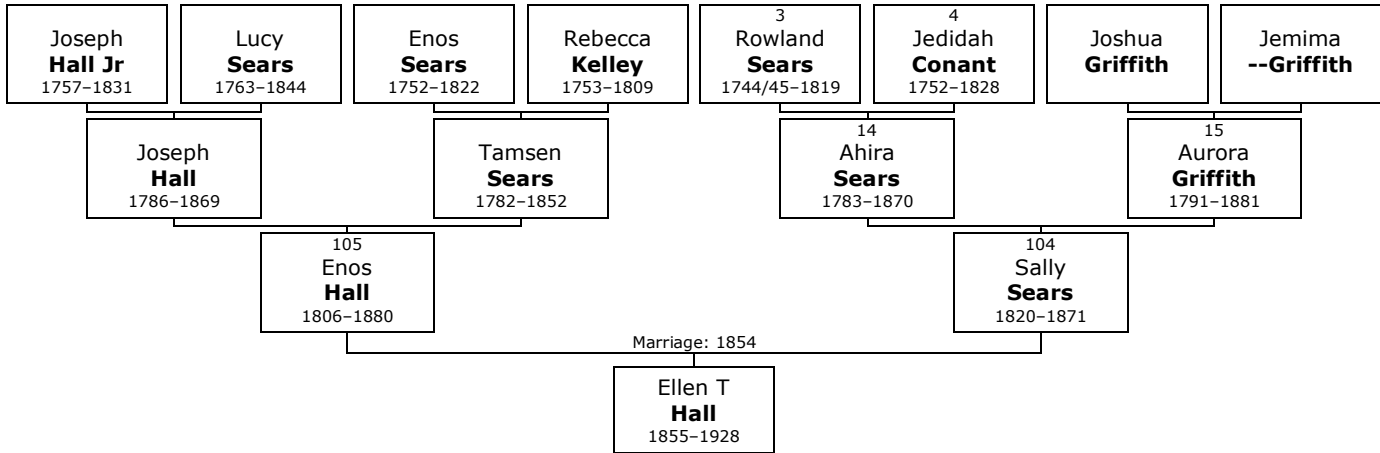 Joseph
Hall Jr
1757–1831
Lucy
Sears
1763–1844
Enos
Sears
1752–1822
Rebecca
Kelley
1753–1809
3
Rowland
Sears
1744/45–1819
4
Jedidah
Conant
1752–1828
Joshua
Griffith
Jemima
--Griffith
Joseph
Hall
1786–1869
Tamsen
Sears
1782–1852
14
Ahira
Sears
1783–1870
15
Aurora
Griffith
1791–1881
105
Enos
Hall
1806–1880
104
Sally
Sears
1820–1871
Marriage: 1854
Ellen T
Hall
1855–1928